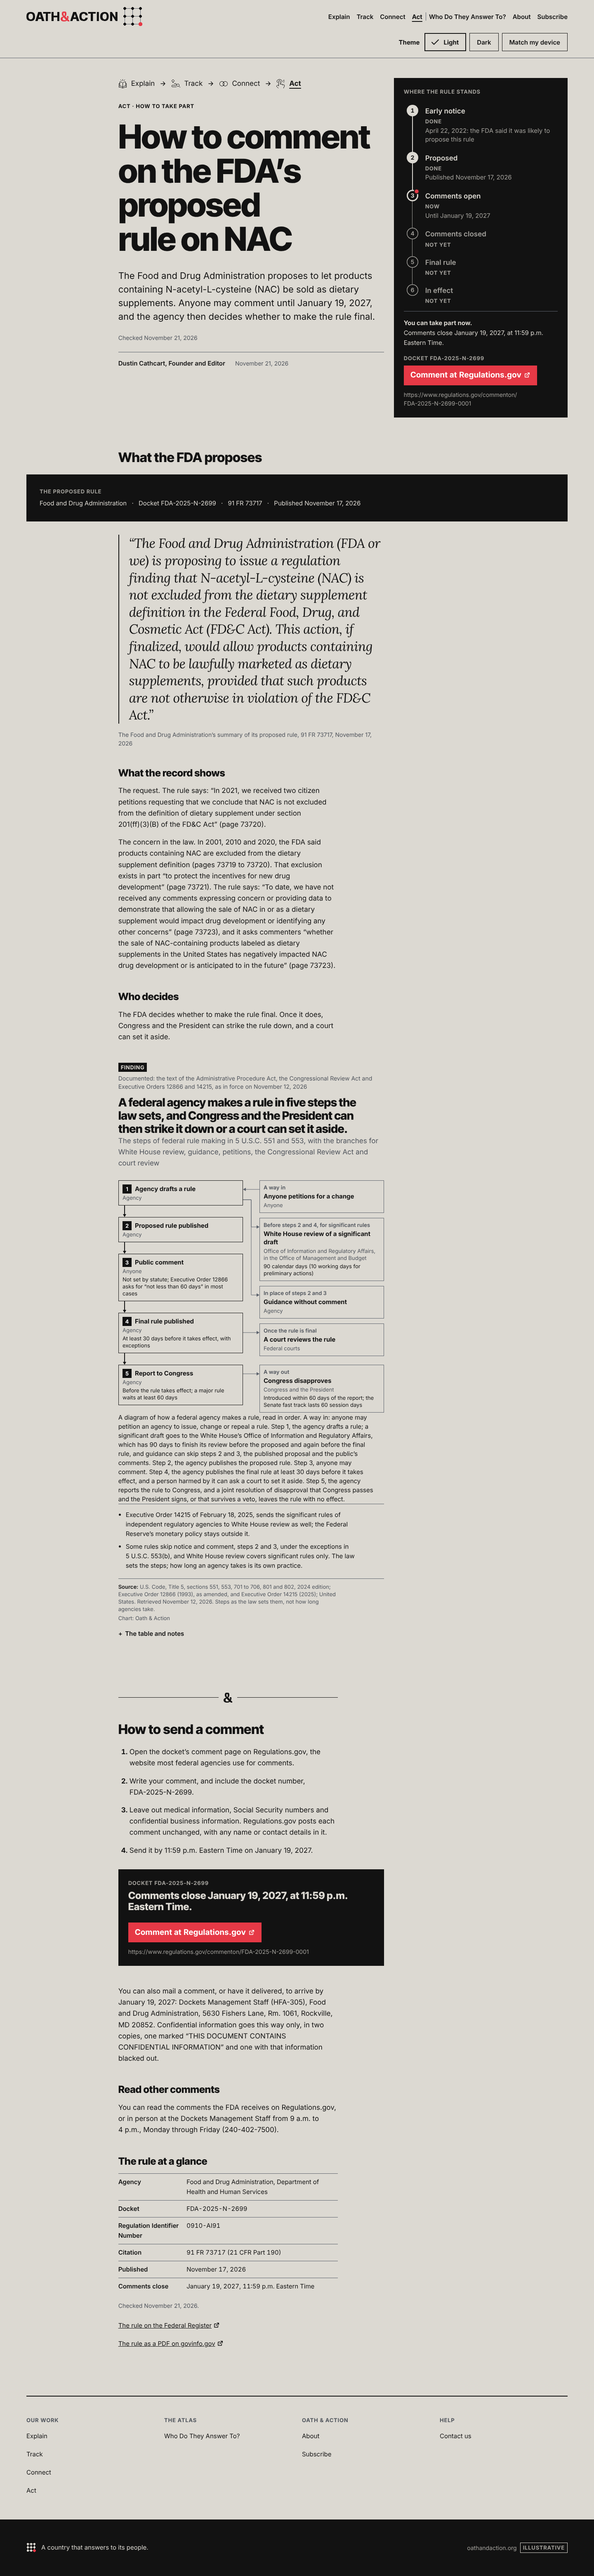 OATH&ACTION
Explain Track Connect Act Who Do They Answer To? About Subscribe
Theme Light Dark Match my device
Explain → Track → Connect → Act
ACT · HOW TO TAKE PART
How to comment
on the FDA’s
proposed
rule on NAC
The Food and Drug Administration proposes to let products
containing N-acetyl-L-cysteine (NAC) be sold as dietary
supplements. Anyone may comment until January 19, 2027,
and the agency then decides whether to make the rule final.
Checked November 21, 2026
Dustin Cathcart, Founder and Editor November 21, 2026
WHERE THE RULE STANDS
1 Early notice
DONE
April 22, 2022: the FDA said it was likely to
propose this rule
2 Proposed
DONE
Published November 17, 2026
3 Comments open
NOW
Until January 19, 2027
4 Comments closed
NOT YET
5 Final rule
NOT YET
6 In effect
NOT YET
You can take part now.
Comments close January 19, 2027, at 11:59 p.m.
Eastern Time.
DOCKET FDA-2025-N-2699
Comment at Regulations.gov
https://www.regulations.gov/commenton/
FDA-2025-N-2699-0001
What the FDA proposes
THE PROPOSED RULE
Food and Drug Administration · Docket FDA-2025-N-2699 · 91 FR 73717 · Published November 17, 2026
“The Food and Drug Administration (FDA or
we) is proposing to issue a regulation
finding that N-acetyl-L-cysteine (NAC) is
not excluded from the dietary supplement
definition in the Federal Food, Drug, and
Cosmetic Act (FD&C Act). This action, if
finalized, would allow products containing
NAC to be lawfully marketed as dietary
supplements, provided that such products
are not otherwise in violation of the FD&C
Act.”
The Food and Drug Administration’s summary of its proposed rule, 91 FR 73717, November 17,
2026
What the record shows
The request. The rule says: “In 2021, we received two citizen
petitions requesting that we conclude that NAC is not excluded
from the definition of dietary supplement under section
201(ff)(3)(B) of the FD&C Act” (page 73720).
The concern in the law. In 2001, 2010 and 2020, the FDA said
products containing NAC are excluded from the dietary
supplement definition (pages 73719 to 73720). That exclusion
exists in part “to protect the incentives for new drug
development” (page 73721). The rule says: “To date, we have not
received any comments expressing concern or providing data to
demonstrate that allowing the sale of NAC in or as a dietary
supplement would impact drug development or identifying any
other concerns” (page 73723), and it asks commenters “whether
the sale of NAC-containing products labeled as dietary
supplements in the United States has negatively impacted NAC
drug development or is anticipated to in the future” (page 73723).
Who decides
The FDA decides whether to make the rule final. Once it does,
Congress and the President can strike the rule down, and a court
can set it aside.
FINDING
Documented: the text of the Administrative Procedure Act, the Congressional Review Act and
Executive Orders 12866 and 14215, as in force on November 12, 2026
A federal agency makes a rule in five steps the
law sets, and Congress and the President can
then strike it down or a court can set it aside.
The steps of federal rule making in 5 U.S.C. 551 and 553, with the branches for
White House review, guidance, petitions, the Congressional Review Act and
court review
1 Agency drafts a rule
Agency
2 Proposed rule published
Agency
3 Public comment
Anyone
Not set by statute; Executive Order 12866
asks for “not less than 60 days” in most
cases
4 Final rule published
Agency
At least 30 days before it takes effect, with
exceptions
5 Report to Congress
Agency
Before the rule takes effect; a major rule
waits at least 60 days
A way in
Anyone petitions for a change
Anyone
Before steps 2 and 4, for significant rules
White House review of a significant
draft
Office of Information and Regulatory Affairs,
in the Office of Management and Budget
90 calendar days (10 working days for
preliminary actions)
In place of steps 2 and 3
Guidance without comment
Agency
Once the rule is final
A court reviews the rule
Federal courts
A way out
Congress disapproves
Congress and the President
Introduced within 60 days of the report; the
Senate fast track lasts 60 session days
A diagram of how a federal agency makes a rule, read in order. A way in: anyone may
petition an agency to issue, change or repeal a rule. Step 1, the agency drafts a rule; a
significant draft goes to the White House’s Office of Information and Regulatory Affairs,
which has 90 days to finish its review before the proposed and again before the final
rule, and guidance can skip steps 2 and 3, the published proposal and the public’s
comments. Step 2, the agency publishes the proposed rule. Step 3, anyone may
comment. Step 4, the agency publishes the final rule at least 30 days before it takes
effect, and a person harmed by it can ask a court to set it aside. Step 5, the agency
reports the rule to Congress, and a joint resolution of disapproval that Congress passes
and the President signs, or that survives a veto, leaves the rule with no effect.
• Executive Order 14215 of February 18, 2025, sends the significant rules of
independent regulatory agencies to White House review as well; the Federal
Reserve’s monetary policy stays outside it.
• Some rules skip notice and comment, steps 2 and 3, under the exceptions in
5 U.S.C. 553(b), and White House review covers significant rules only. The law
sets the steps; how long an agency takes is its own practice.
Source: U.S. Code, Title 5, sections 551, 553, 701 to 706, 801 and 802, 2024 edition;
Executive Order 12866 (1993), as amended, and Executive Order 14215 (2025); United
States. Retrieved November 12, 2026. Steps as the law sets them, not how long
agencies take.
Chart: Oath & Action
+ The table and notes
&
How to send a comment
1. Open the docket’s comment page on Regulations.gov, the
website most federal agencies use for comments.
2. Write your comment, and include the docket number,
FDA-2025-N-2699.
3. Leave out medical information, Social Security numbers and
confidential business information. Regulations.gov posts each
comment unchanged, with any name or contact details in it.
4. Send it by 11:59 p.m. Eastern Time on January 19, 2027.
DOCKET FDA-2025-N-2699
Comments close January 19, 2027, at 11:59 p.m.
Eastern Time.
Comment at Regulations.gov
https://www.regulations.gov/commenton/FDA-2025-N-2699-0001
You can also mail a comment, or have it delivered, to arrive by
January 19, 2027: Dockets Management Staff (HFA-305), Food
and Drug Administration, 5630 Fishers Lane, Rm. 1061, Rockville,
MD 20852. Confidential information goes this way only, in two
copies, one marked “THIS DOCUMENT CONTAINS
CONFIDENTIAL INFORMATION” and one with that information
blacked out.
Read other comments
You can read the comments the FDA receives on Regulations.gov,
or in person at the Dockets Management Staff from 9 a.m. to
4 p.m., Monday through Friday (240-402-7500).
The rule at a glance
Agency Food and Drug Administration, Department of
Health and Human Services
Docket FDA-2025-N-2699
Regulation Identifier
Number 0910-AI91
Citation 91 FR 73717 (21 CFR Part 190)
Published November 17, 2026
Comments close January 19, 2027, 11:59 p.m. Eastern Time
Checked November 21, 2026.
The rule on the Federal Register
The rule as a PDF on govinfo.gov
OUR WORK
Explain
Track
Connect
Act
THE ATLAS
Who Do They Answer To?
OATH & ACTION
About
Subscribe
HELP
Contact us
A country that answers to its people.
oathandaction.org ILLUSTRATIVE